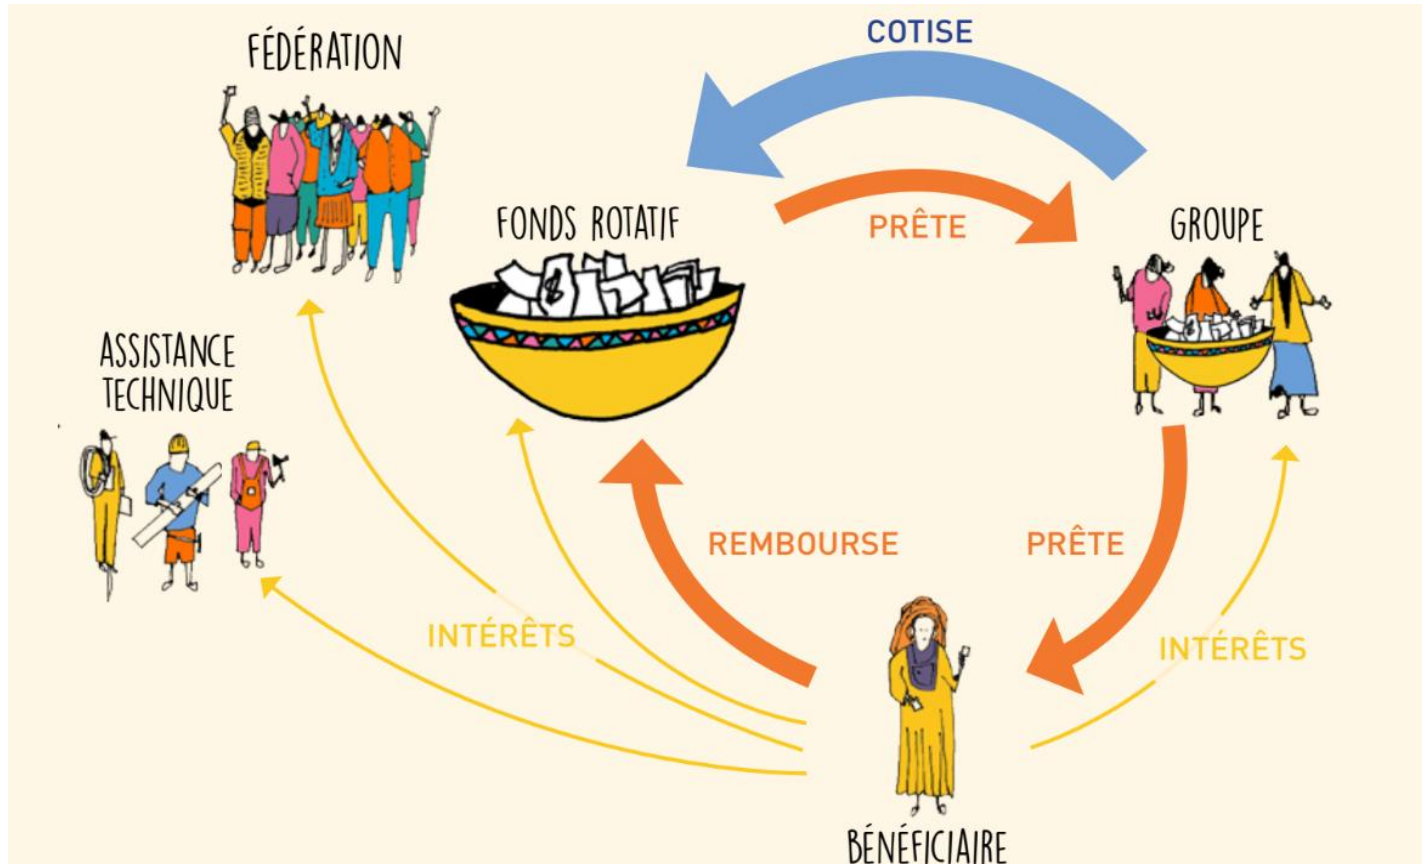 COTISE
FÉDÉRATION
FONDS ROTATIF
PRÊTE
GROUPE
ASSISTANCE
TECHNIQUE
REMBOURSE
PRÊTE
INTÉRÊTS
INTÉRÊTS
BÉNÉFICIAIRE